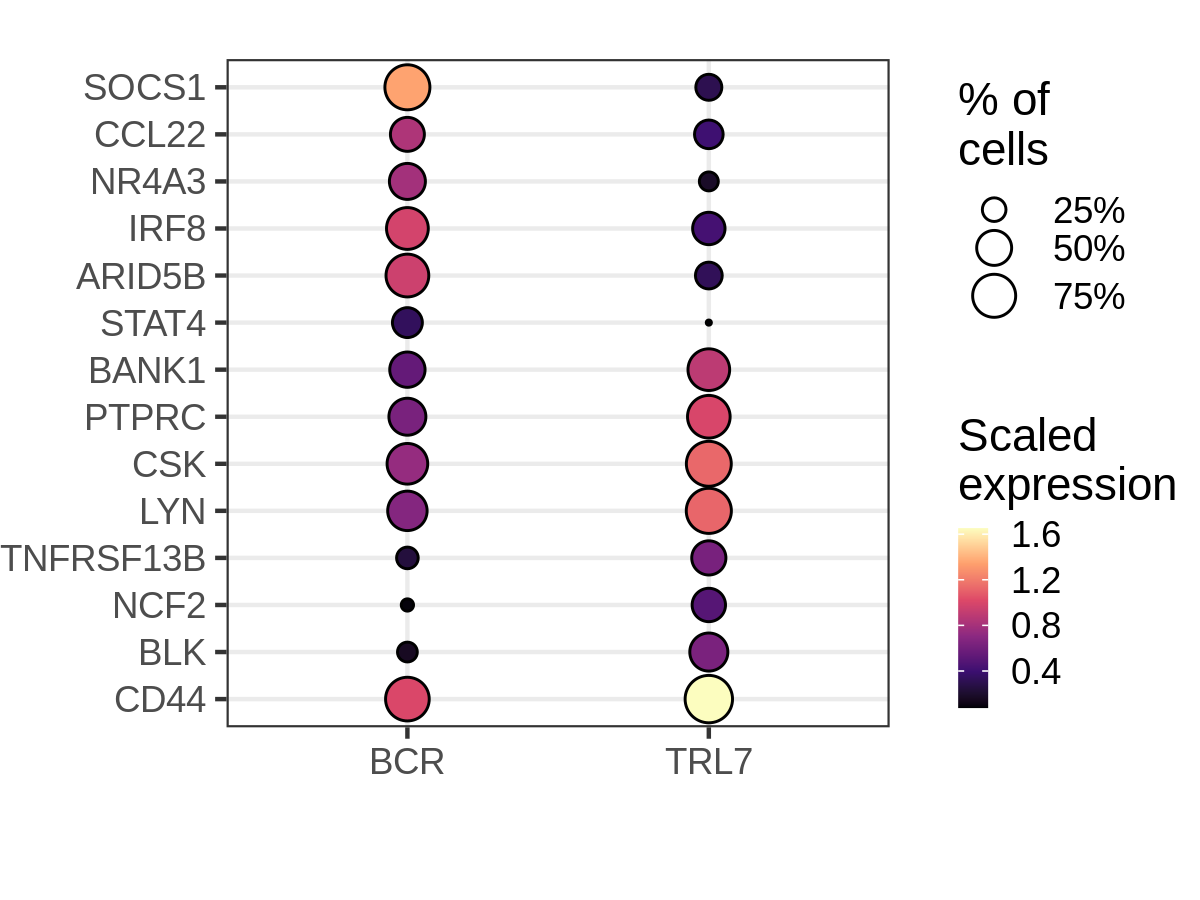 SOCS1
CCL22
NR4A3
IRF8
ARID5B
STAT4
BANK1
PTPRC
CSK
LYN
TNFRSF13B
NCF2
BLK
CD44
BCR TRL7
% of
cells
25%
50%
75%
Scaled
expression
1.6
1.2
0.8
0.4